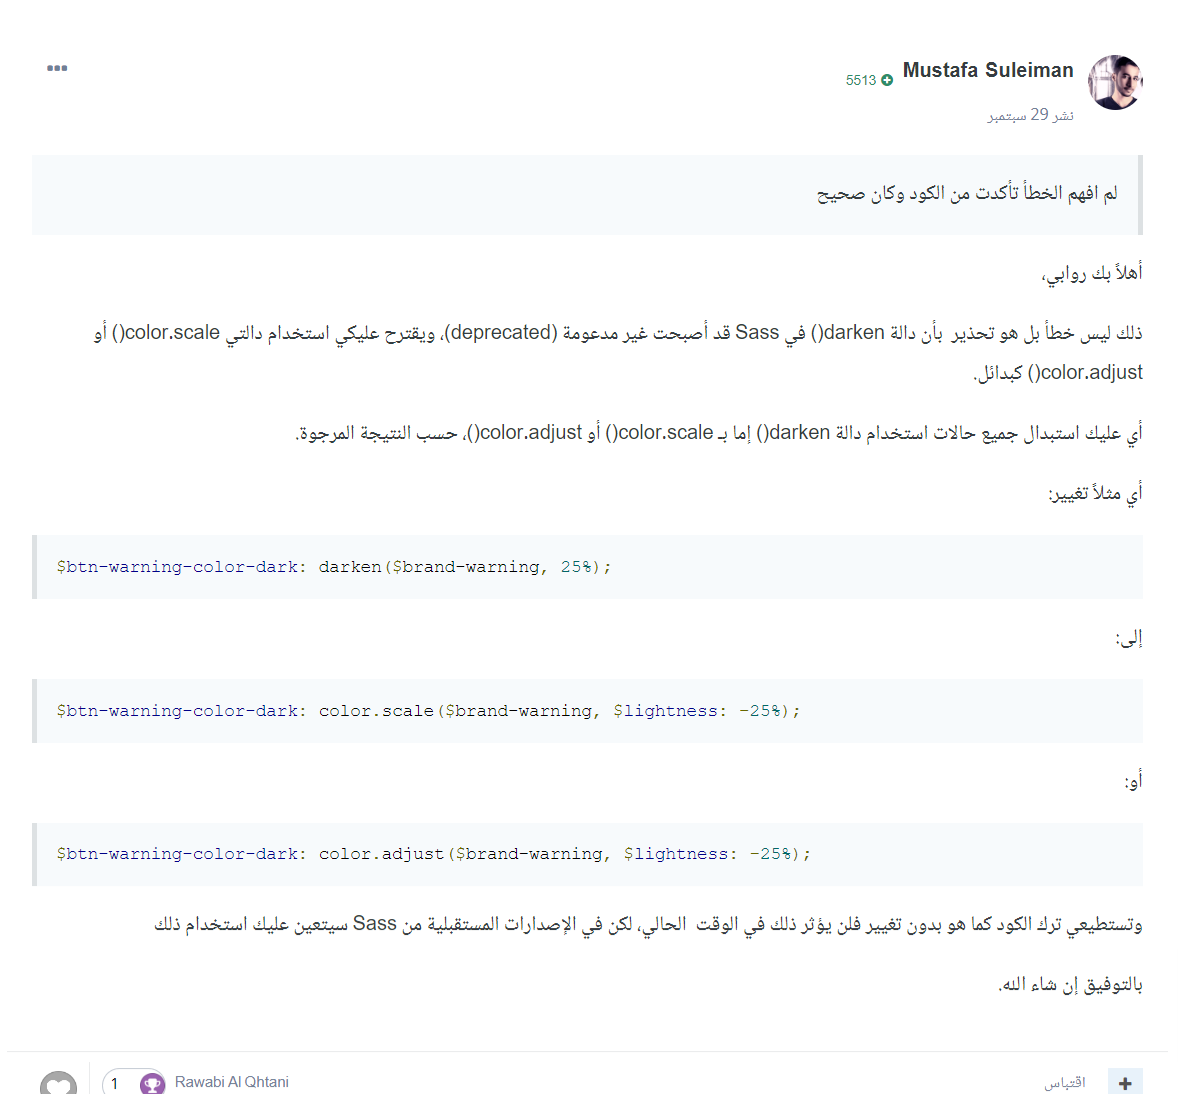 Mustafa Suleiman
5513
نشر 29 سبتمبر
لم افهم الخطأ تأكدت من الكود وكان صحيح
أهلاً بك روابي،
ذلك ليس خطأ بل هو تحذير بأن دالة darken() في Sass قد أصبحت غير مدعومة (deprecated)، ويقترح عليكي استخدام دالتي color.scale() أو
color.adjust() كبدائل.
أي عليك استبدال جميع حالات استخدام دالة darken() إما بـ color.scale() أو color.adjust()، حسب النتيجة المرجوة.
أي مثلاً تغيير:
$btn-warning-color-dark: darken($brand-warning, 25%);
إلى:
$btn-warning-color-dark: color.scale($brand-warning, $lightness: -25%);
أو:
$btn-warning-color-dark: color.adjust($brand-warning, $lightness: -25%);
وتستطيعي ترك الكود كما هو بدون تغيير فلن يؤثر ذلك في الوقت الحالي، لكن في الإصدارات المستقبلية من Sass سيتعين عليك استخدام ذلك
بالتوفيق إن شاء الله.
اقتباس
Rawabi Al Qhtani
1